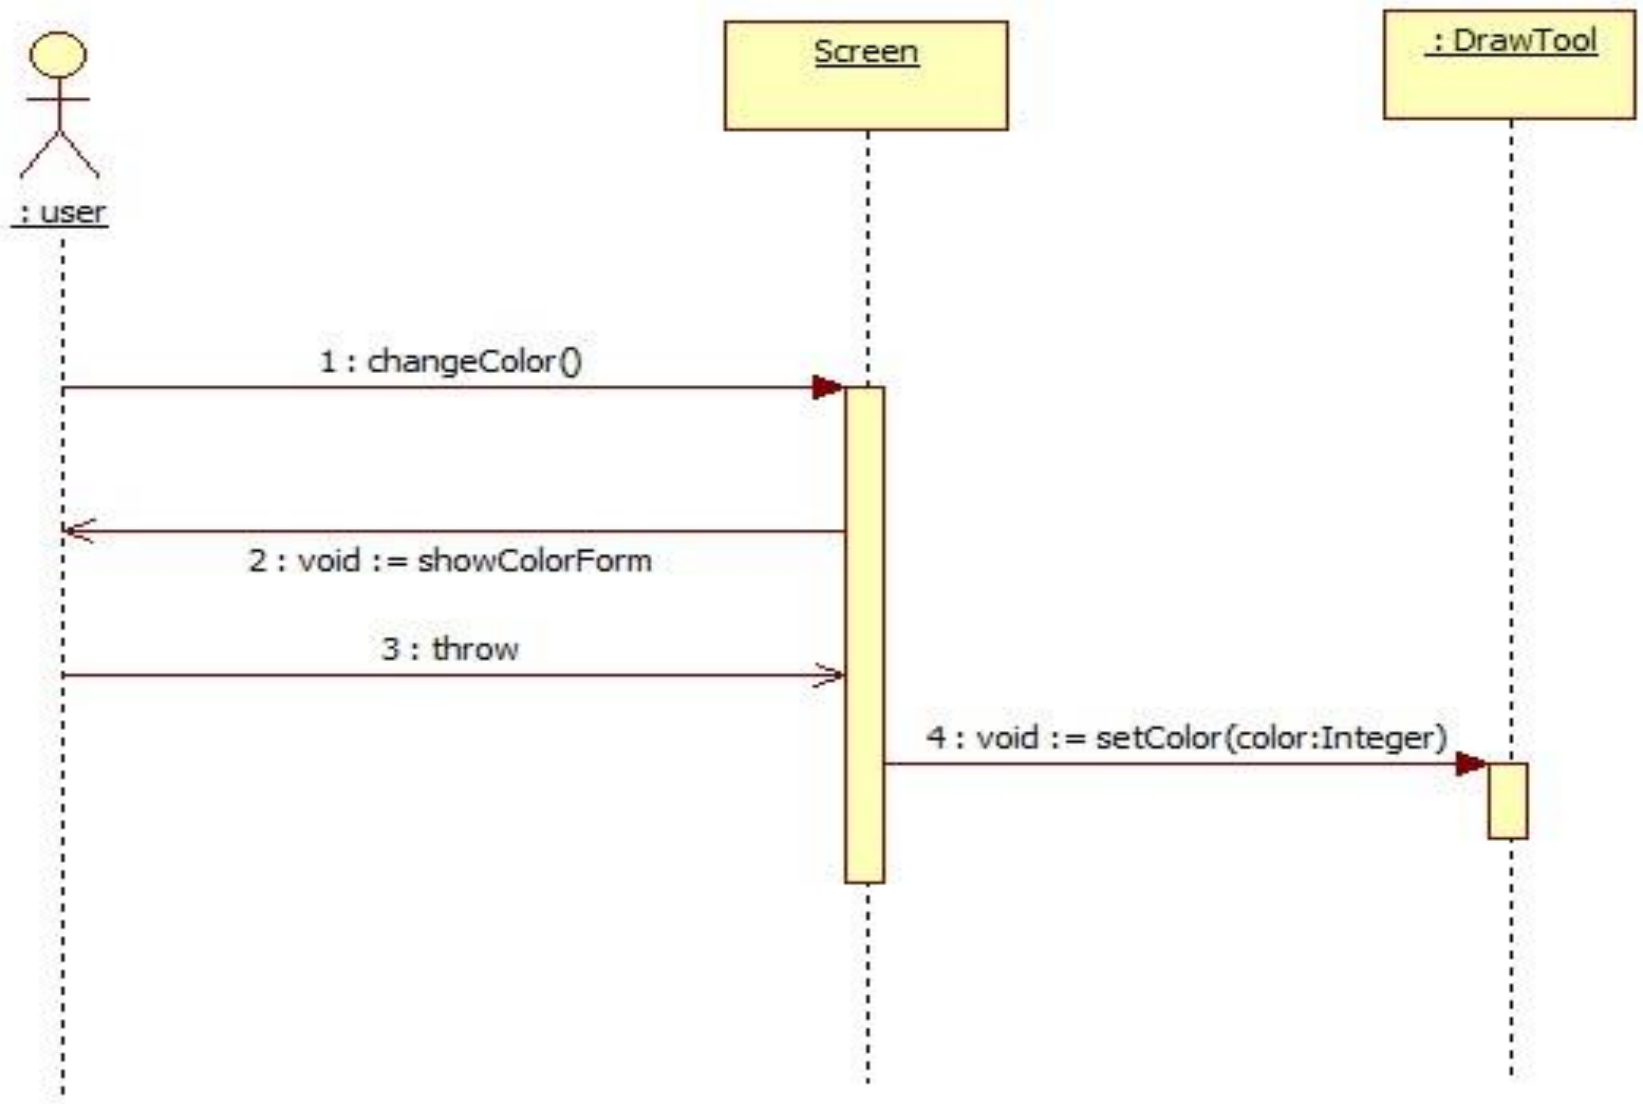 Screen
: DrawTool
: user
1 : changeColor()
2 : void := showColorForm
3 : throw
4 : void := setColor(color:Integer)